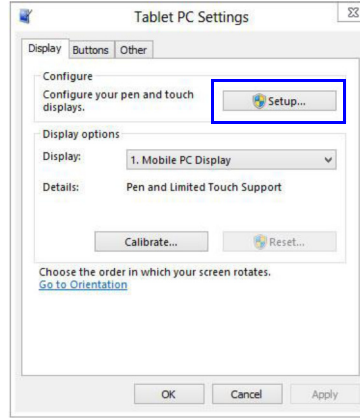 Tablet PC Settings
Display Buttons Other
Configure
Configure your pen and touch
displays.
Setup...
Display options
Display: 1. Mobile PC Display
Details: Pen and Limited Touch Support
Calibrate... Reset...
Choose the order in which your screen rotates.
Go to Orientation
OK Cancel Apply